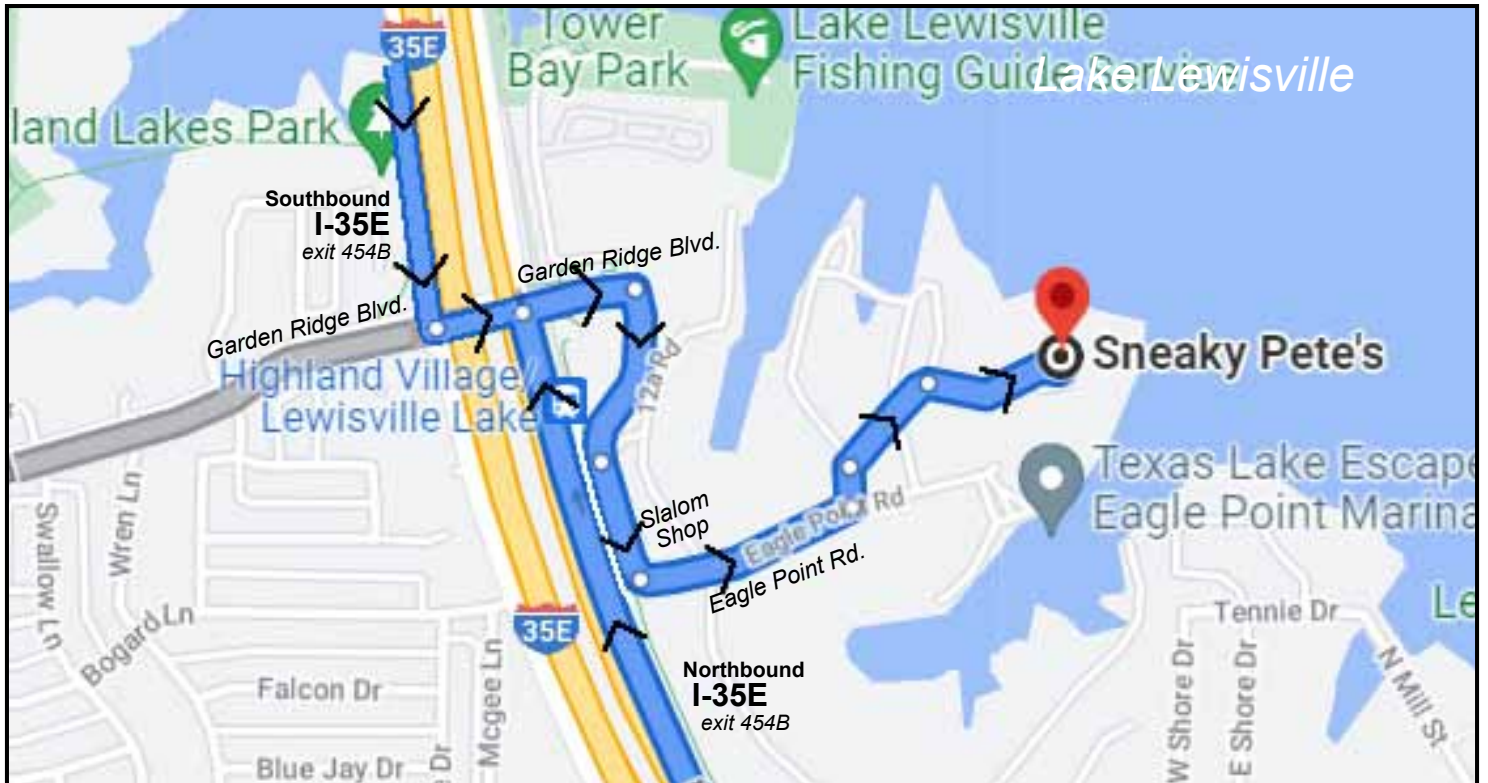 35E
Tower
Bay Park
Lake Lewisville
Fishing Guide Service
Lake Lewisville
land Lakes Park
Southbound
I-35E
exit 454B
Garden Ridge Blvd.
Garden Ridge Blvd.
Highland Village/
Lewisville Lake
12a Rd
Sneaky Pete's
Texas Lake Escape
Eagle Point Marina
Slalom
Shop
Eagle Point Rd
Eagle Point Rd.
Swallow Ln
Wren Ln
Bogard Ln
35E
Northbound
I-35E
exit 454B
Falcon Dr
Mcgee Ln
Blue Jay Dr
e Dr
Tennie Dr
Le
W Shore Dr
E Shore Dr
N Mill St